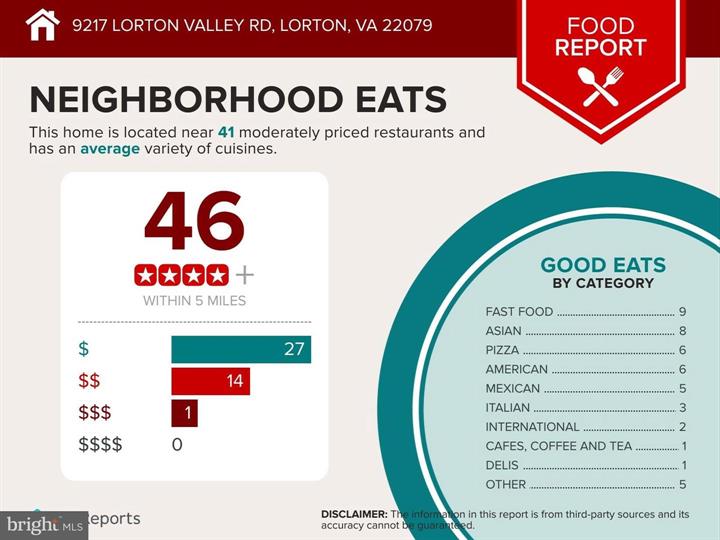 9217 LORTON VALLEY RD, LORTON, VA 22079
FOOD
REPORT
NEIGHBORHOOD EATS
This home is located near 41 moderately priced restaurants and
has an average variety of cuisines.
46
+
WITHIN 5 MILES
$ 27
$$ 14
$$$ 1
$$$$ 0
GOOD EATS
BY CATEGORY
FAST FOOD 9
ASIAN 8
PIZZA 6
AMERICAN 6
MEXICAN 5
ITALIAN 3
INTERNATIONAL 2
CAFES, COFFEE AND TEA 1
DELIS 1
OTHER 5
bright MLS
DISCLAIMER: The information in this report is from third-party sources and its
accuracy cannot be guaranteed.